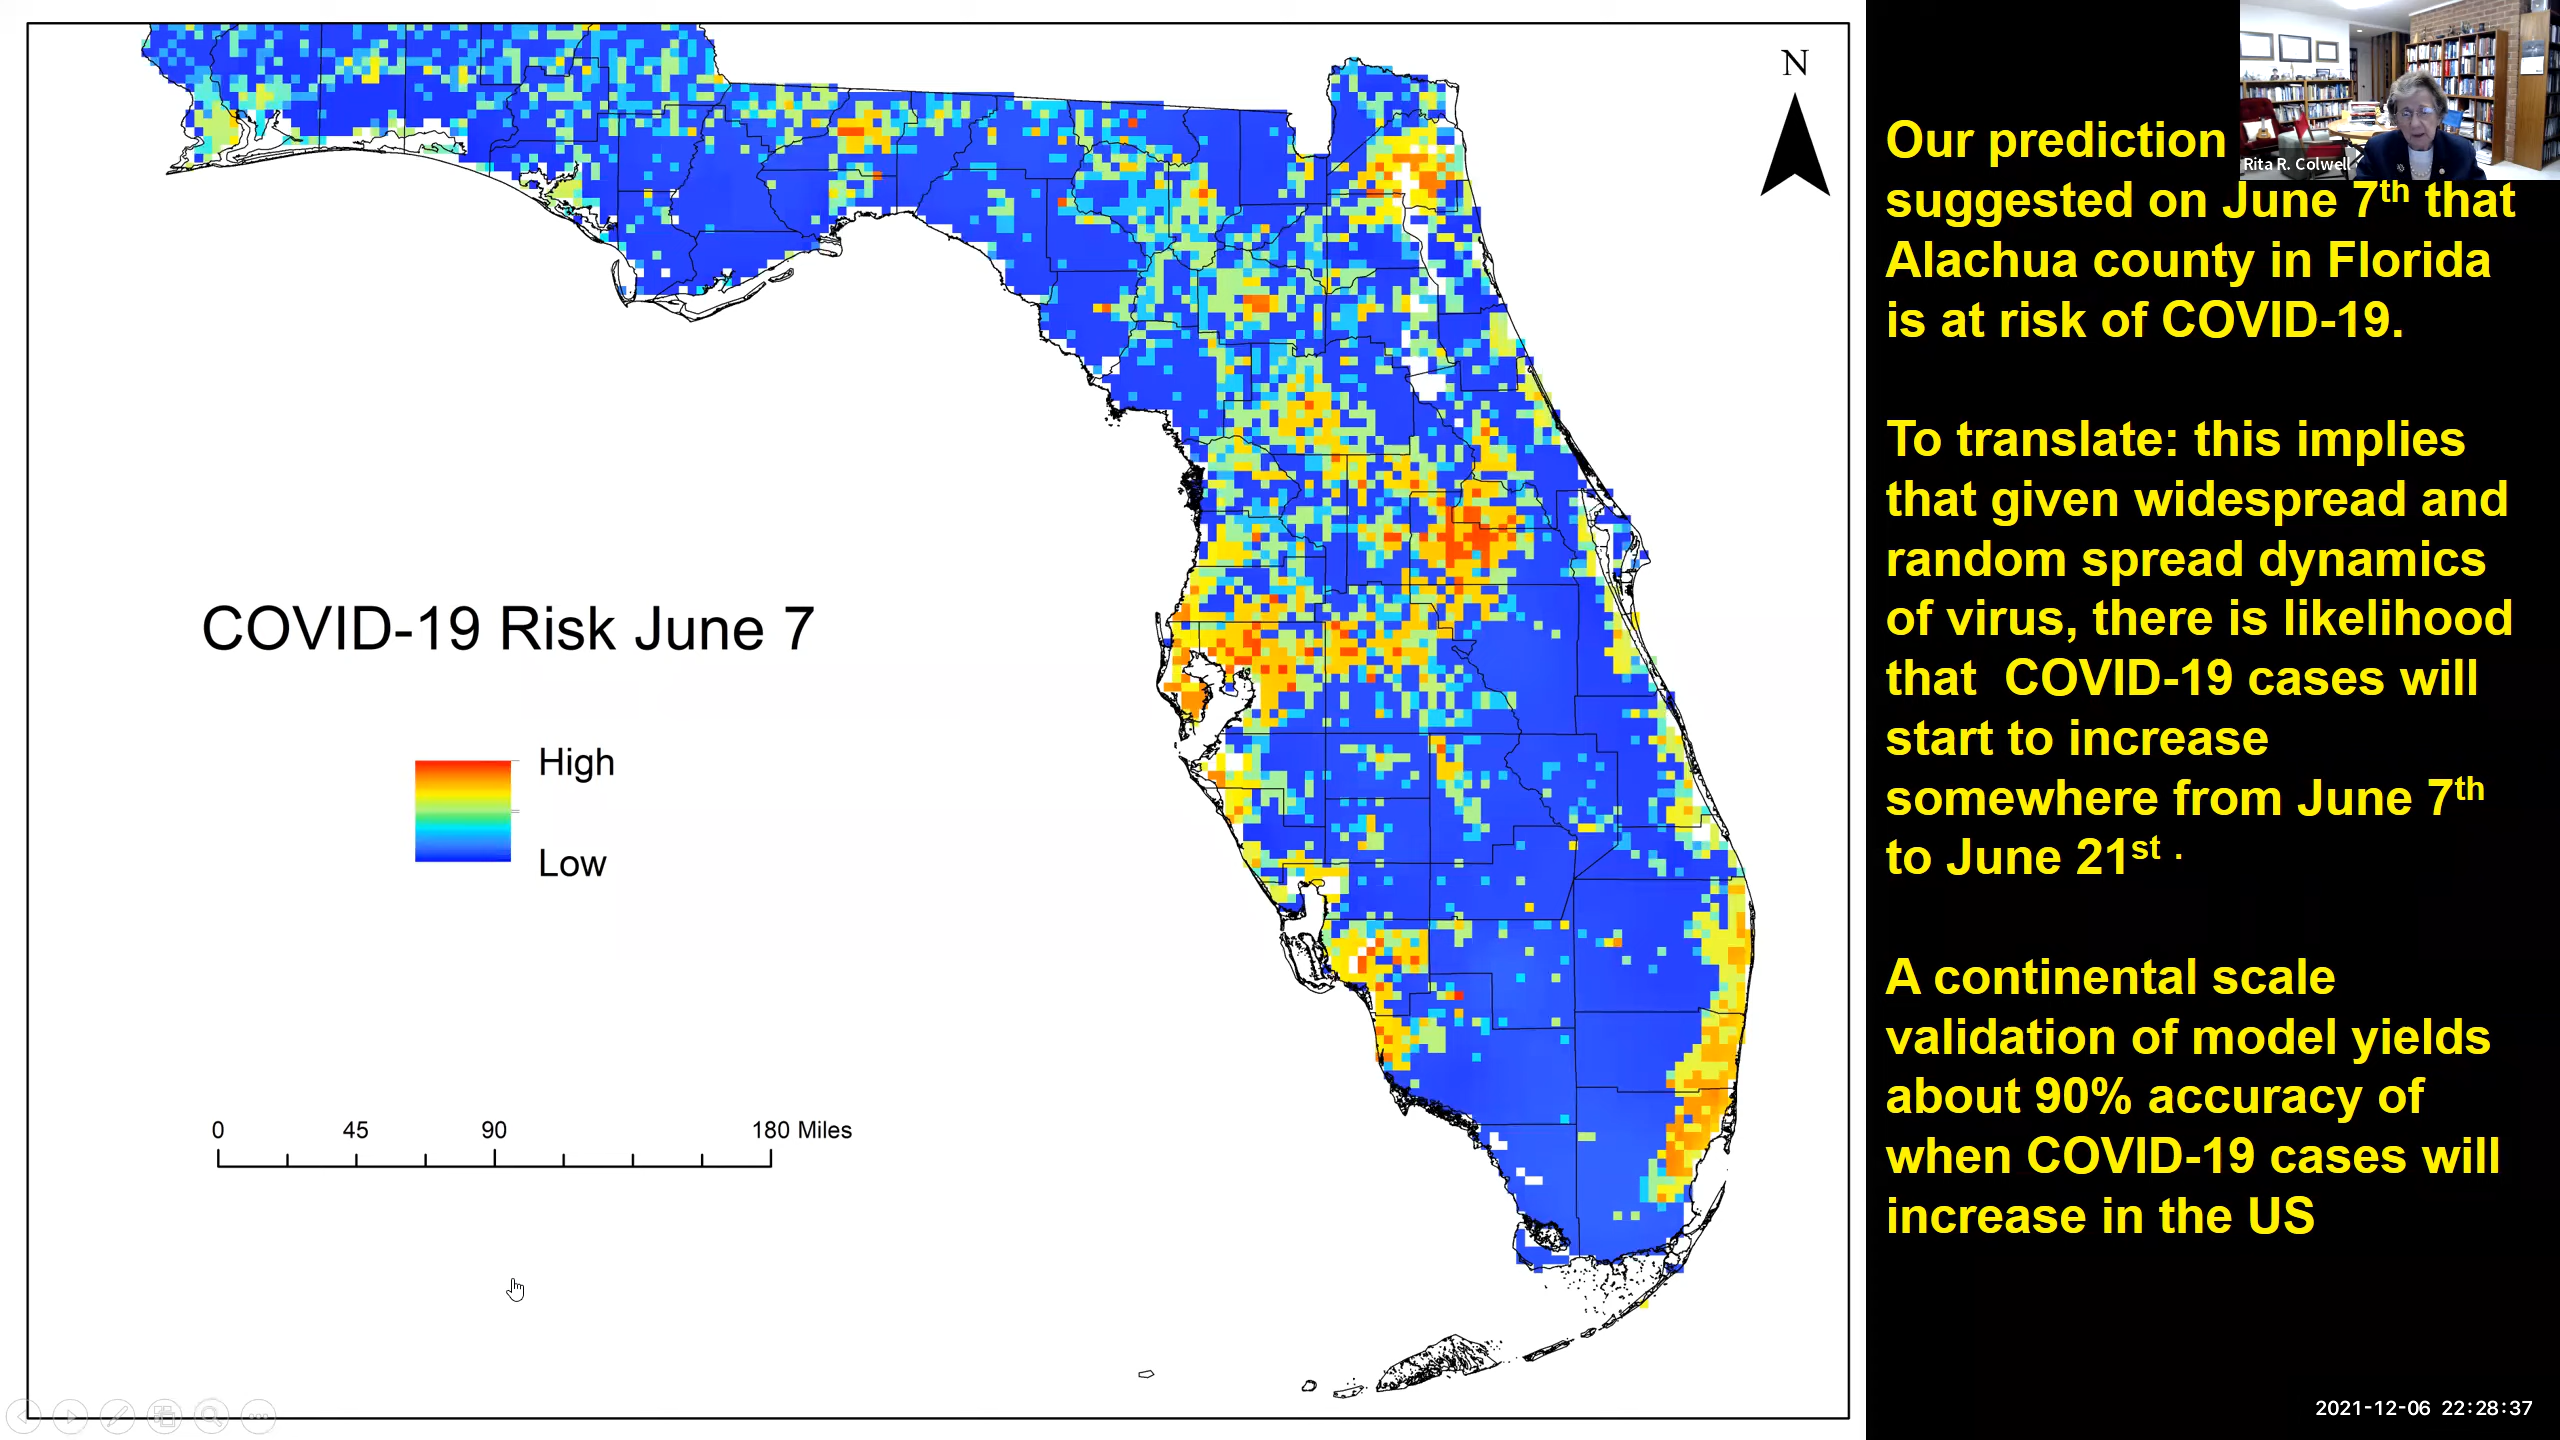 N
COVID-19 Risk June 7
High
Low
0 45 90 180 Miles
Our prediction
suggested on June 7th that
Alachua county in Florida
is at risk of COVID-19.
To translate: this implies
that given widespread and
random spread dynamics
of virus, there is likelihood
that  COVID-19 cases will
start to increase
somewhere from June 7th
to June 21st .
A continental scale
validation of model yields
about 90% accuracy of
when COVID-19 cases will
increase in the US
Rita R. Colwell
2021-12-06 22:28:37